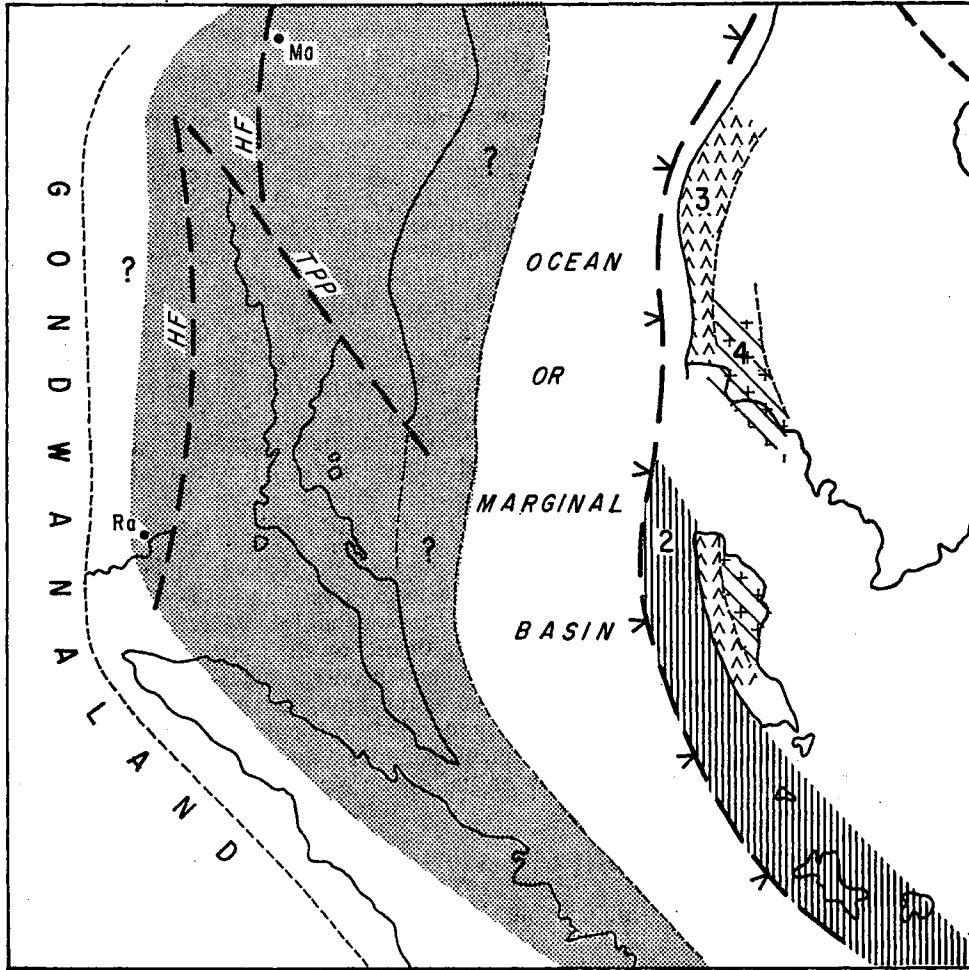 Ma
HF
HF
TPP
?
?
?
GONDWANALAND
Ra
OCEAN
OR
MARGINAL
BASIN
3
4
2